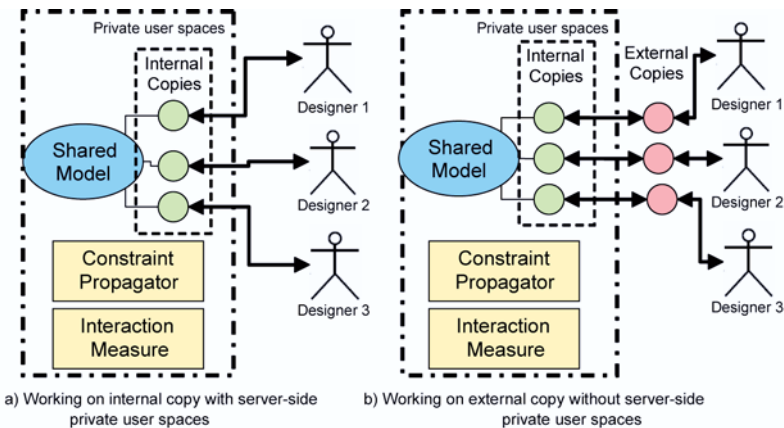 Private user spaces
Internal
Copies
Shared
Model
Designer 1
Designer 2
Designer 3
Constraint
Propagator
Interaction
Measure
a) Working on internal copy with server-side
private user spaces
Private user spaces
Internal
Copies
External
Copies
Shared
Model
Designer 1
Designer 2
Designer 3
Constraint
Propagator
Interaction
Measure
b) Working on external copy without server-side
private user spaces